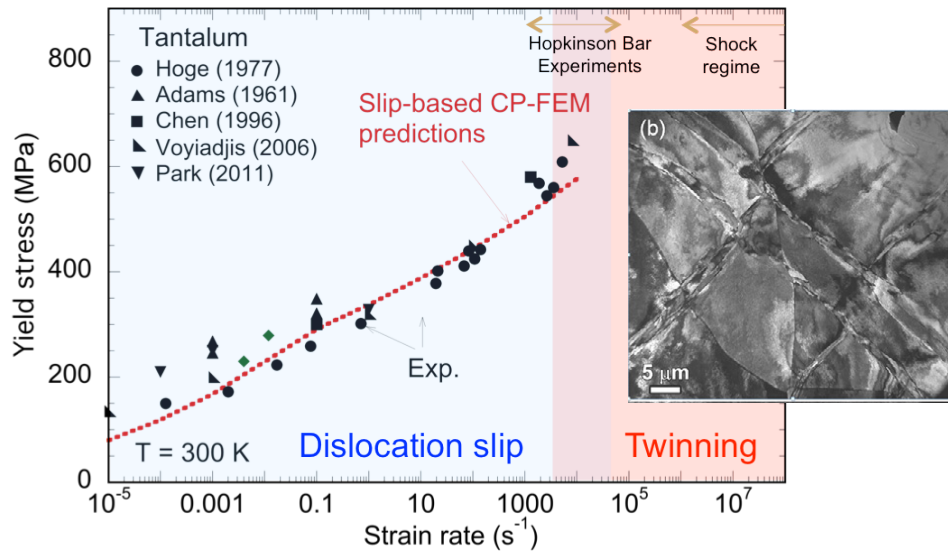 800
600
400
200
0
Yield stress (MPa)
Tantalum
Hoge (1977)
Adams (1961)
Chen (1996)
Voyiadjis (2006)
Park (2011)
Slip-based CP-FEM
predictions
Hopkinson Bar
Experiments
Shock
regime
(b)
5 μm
Exp.
T = 300 K
Dislocation slip
Twinning
10⁻⁵ 0.001 0.1 10 1000 10⁵ 10⁷
Strain rate (s⁻¹)